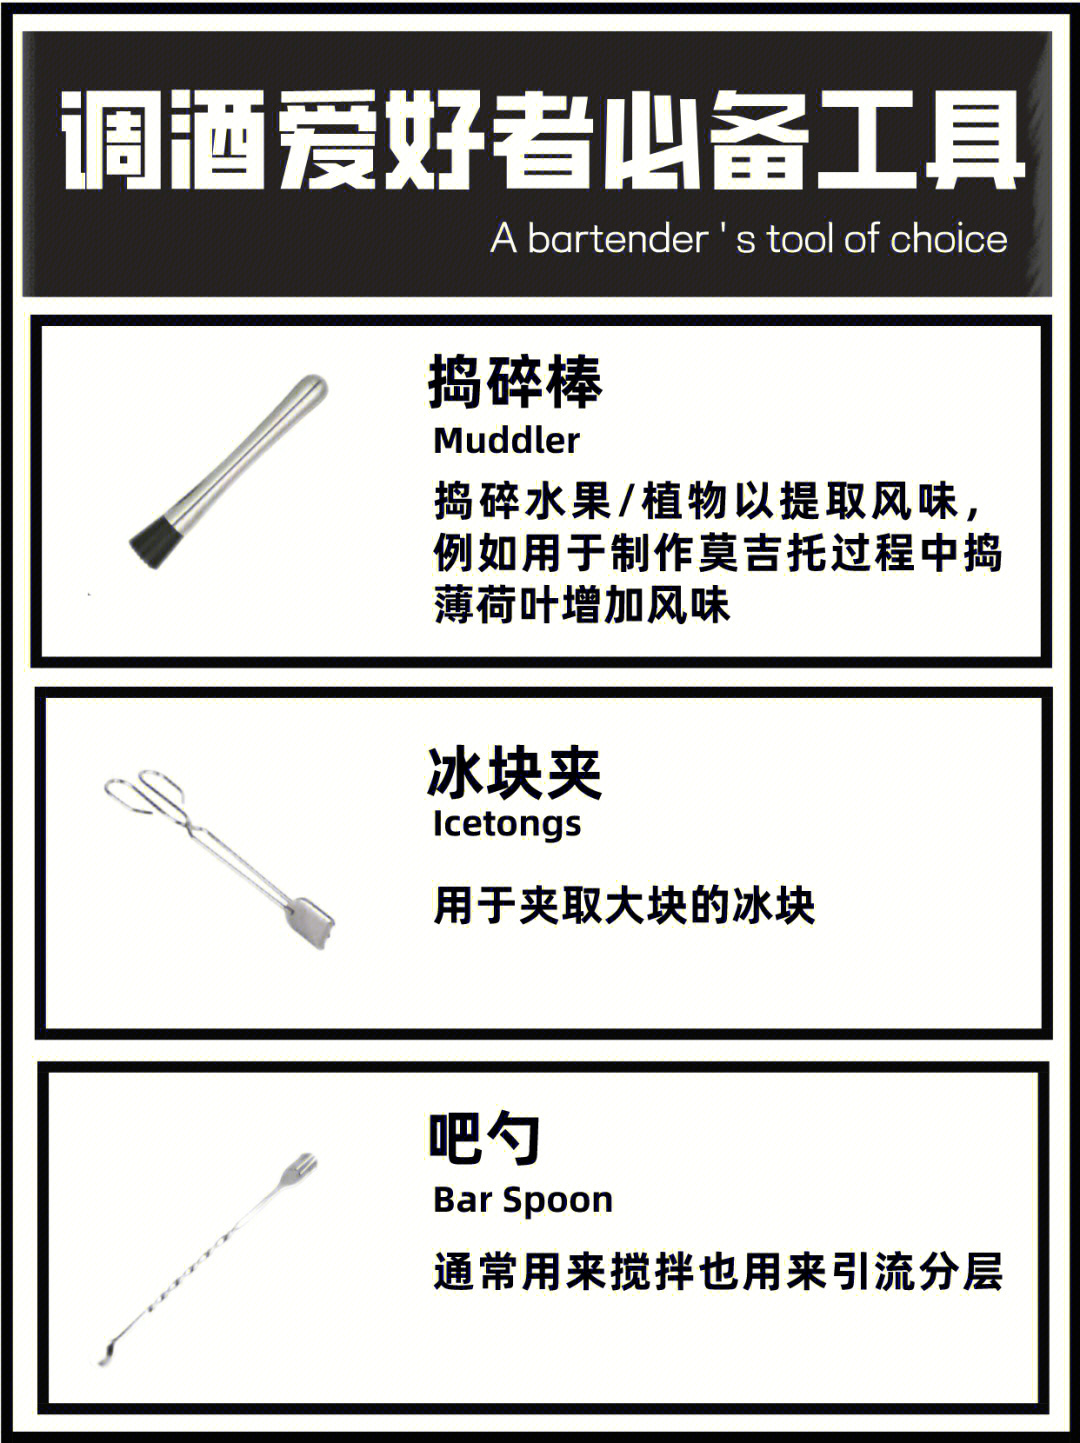 调酒爱好者必备工具
A bartender ' s tool of choice
捣碎棒
Muddler
捣碎水果/植物以提取风味，
例如用于制作莫吉托过程中捣
薄荷叶增加风味
冰块夹
Icetongs
用于夹取大块的冰块
吧勺
Bar Spoon
通常用来搅拌也用来引流分层